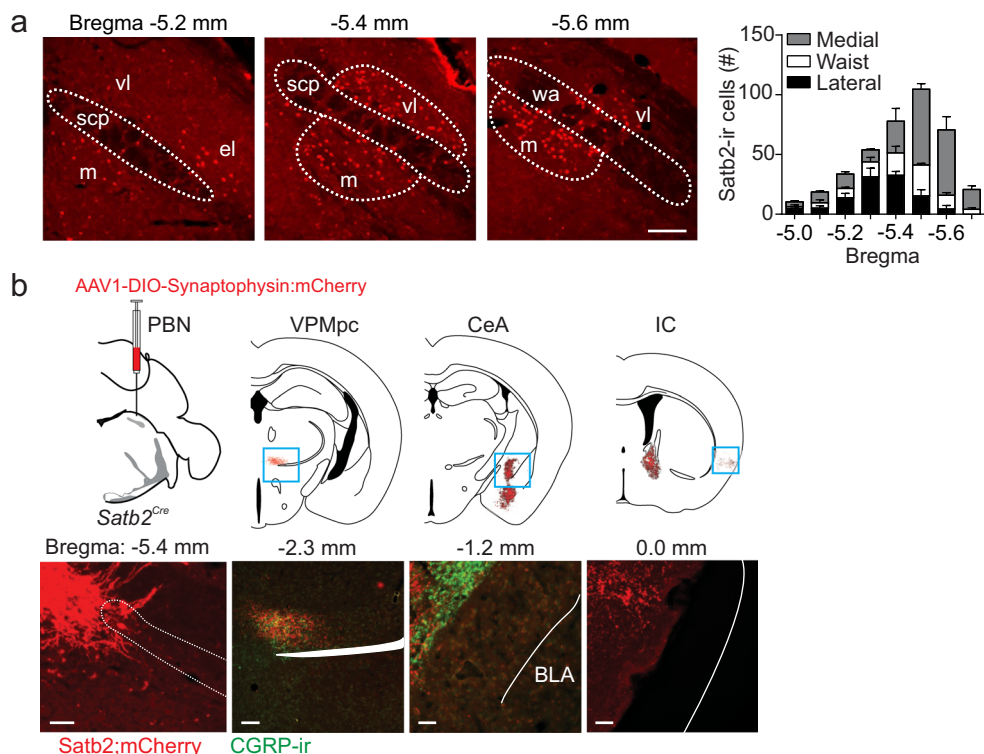 a
Bregma -5.2 mm
-5.4 mm
-5.6 mm
vl
scp
m
el
scp
vl
m
wa
vl
m
Satb2-ir cells (#)
150
100
50
0
Medial
Waist
Lateral
-5.0
-5.2
-5.4
-5.6
Bregma
b
AAV1-DIO-Synaptophysin:mCherry
PBN
VPMpc
CeA
IC
Satb2Cre
Bregma: -5.4 mm
-2.3 mm
-1.2 mm
0.0 mm
BLA
Satb2;mCherry
CGRP-ir